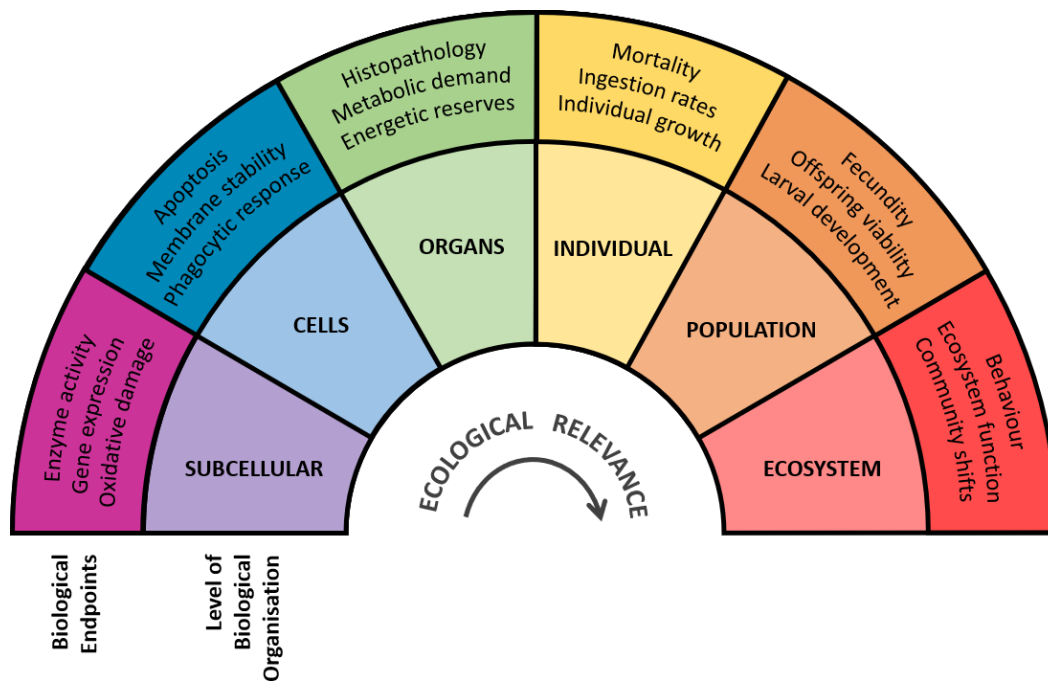 Enzyme activity
Gene expression
Oxidative damage
SUBCELLULAR
Apoptosis
Membrane stability
Phagocytic response
CELLS
Histopathology
Metabolic demand
Energetic reserves
ORGANS
Mortality
Ingestion rates
Individual growth
INDIVIDUAL
Fecundity
Offspring viability
Larval development
POPULATION
Behaviour
Ecosystem function
Community shifts
ECOSYSTEM
ECOLOGICAL RELEVANCE
Biological
Endpoints
Level of
Biological
Organisation